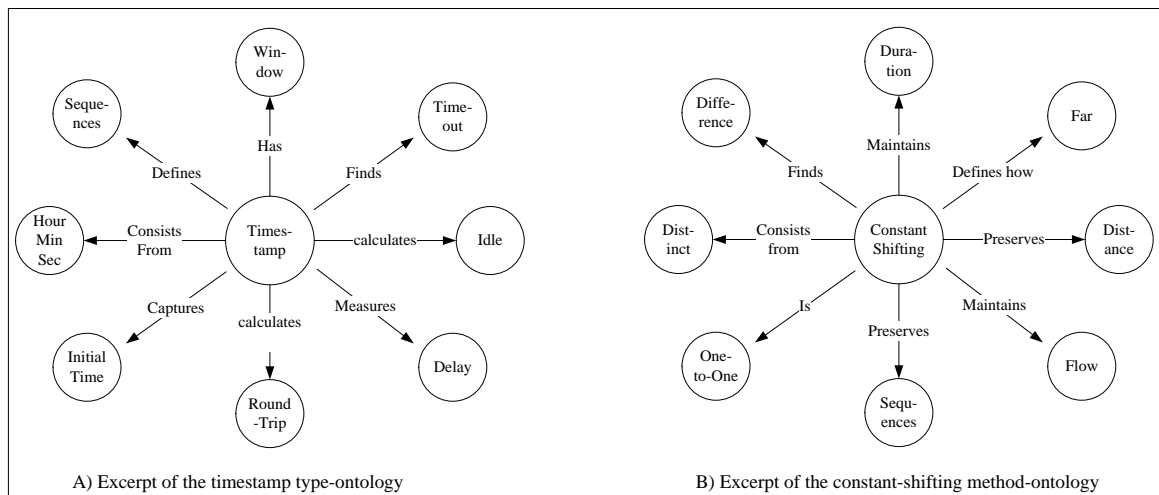 Win-
dow
Seque-
nces
Time-
out
Has
Defines
Finds
Hour
Min
Sec
Consists
From
Times-
tamp
calculates
Idle
Captures
calculates
Measures
Initial
Time
Round
-Trip
Delay
A) Excerpt of the timestamp type-ontology
Dura-
tion
Diffe-
rence
Far
Maintains
Finds
Defines how
Dist-
inct
Consists
from
Constant
Shifting
Preserves
Dist-
ance
Is
Preserves
Maintains
One-
to-One
Sequ-
ences
Flow
B) Excerpt of the constant-shifting method-ontology